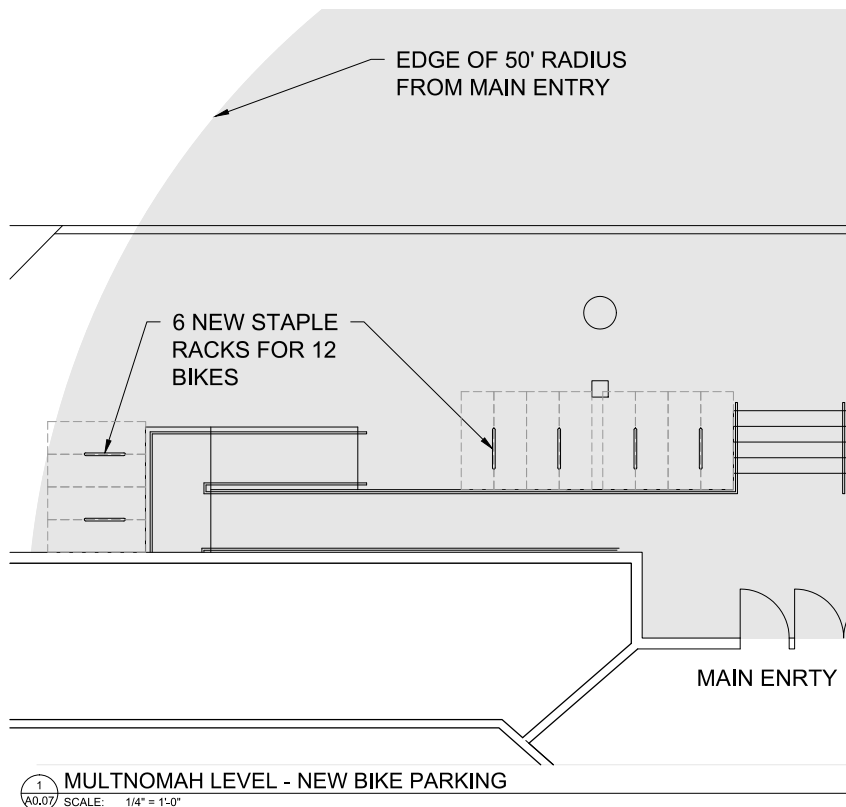 EDGE OF 50' RADIUS
FROM MAIN ENTRY
6 NEW STAPLE
RACKS FOR 12
BIKES
MAIN ENRTY
1
A0.07
MULTNOMAH LEVEL - NEW BIKE PARKING
SCALE: 1/4" = 1'-0"